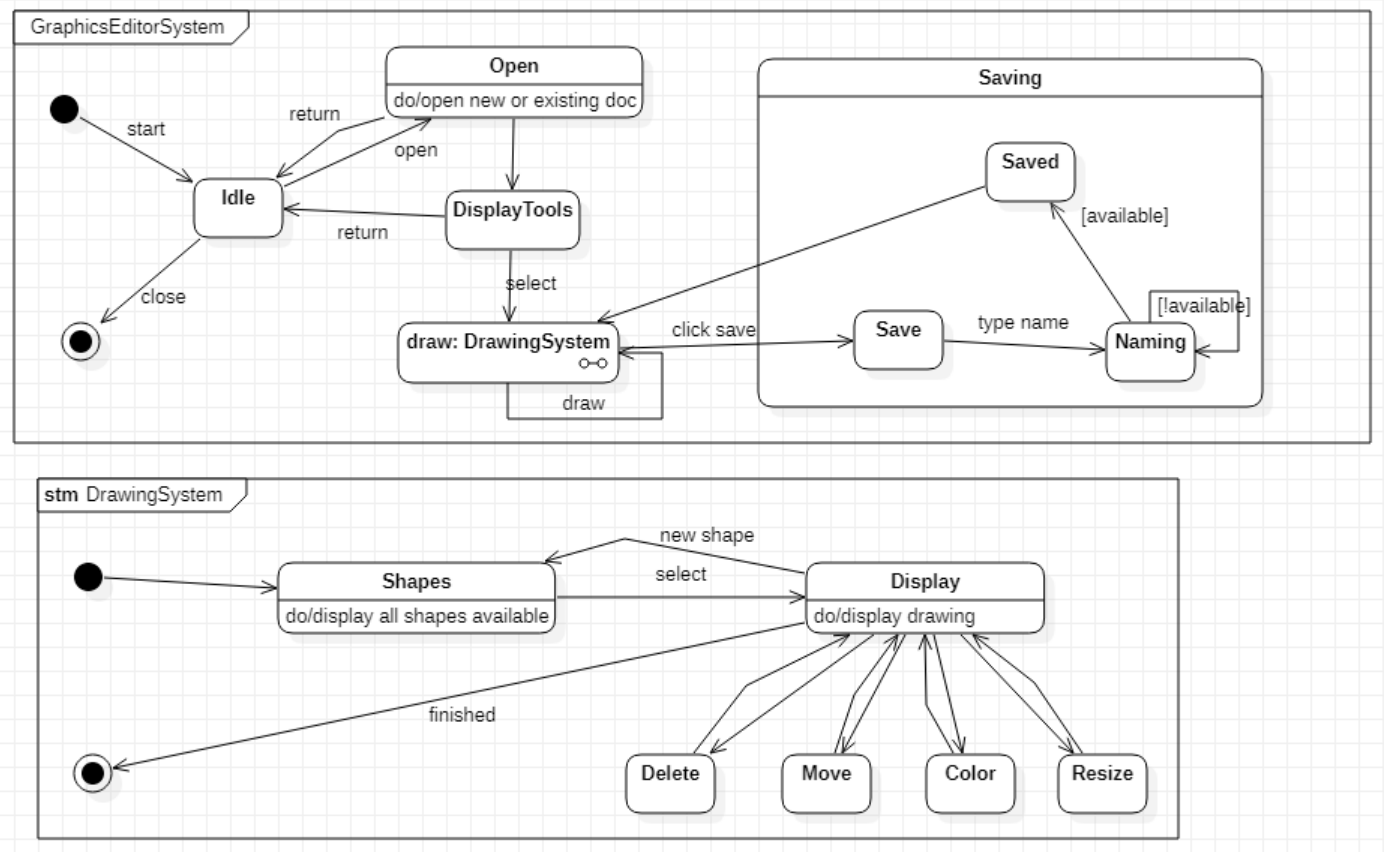 GraphicsEditorSystem
Open
do/open new or existing doc
Saving
return
start
open
Saved
Idle
DisplayTools
[available]
return
select
close
[!available]
click save
type name
Save
draw: DrawingSystem
Naming
draw
stm DrawingSystem
new shape
select
Shapes
do/display all shapes available
Display
do/display drawing
finished
Delete
Move
Color
Resize